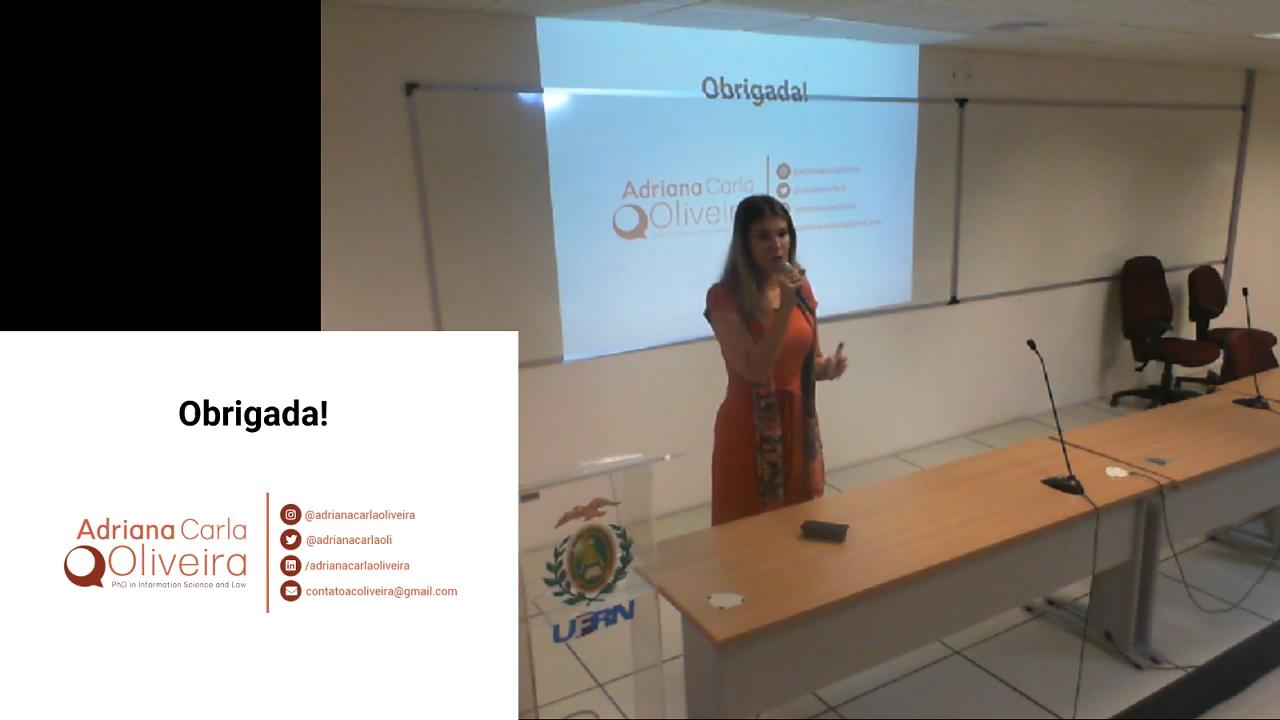 Obrigada!
Adriana Carla
Oliveira
PhD in Information Science and Law
@adrianacarlaoliveira
@adrianacarlaoli
/adrianacarlaoliveira
contatoacoliveira@gmail.com
Obrigada!
Adriana Carla
Oliveir
UERN